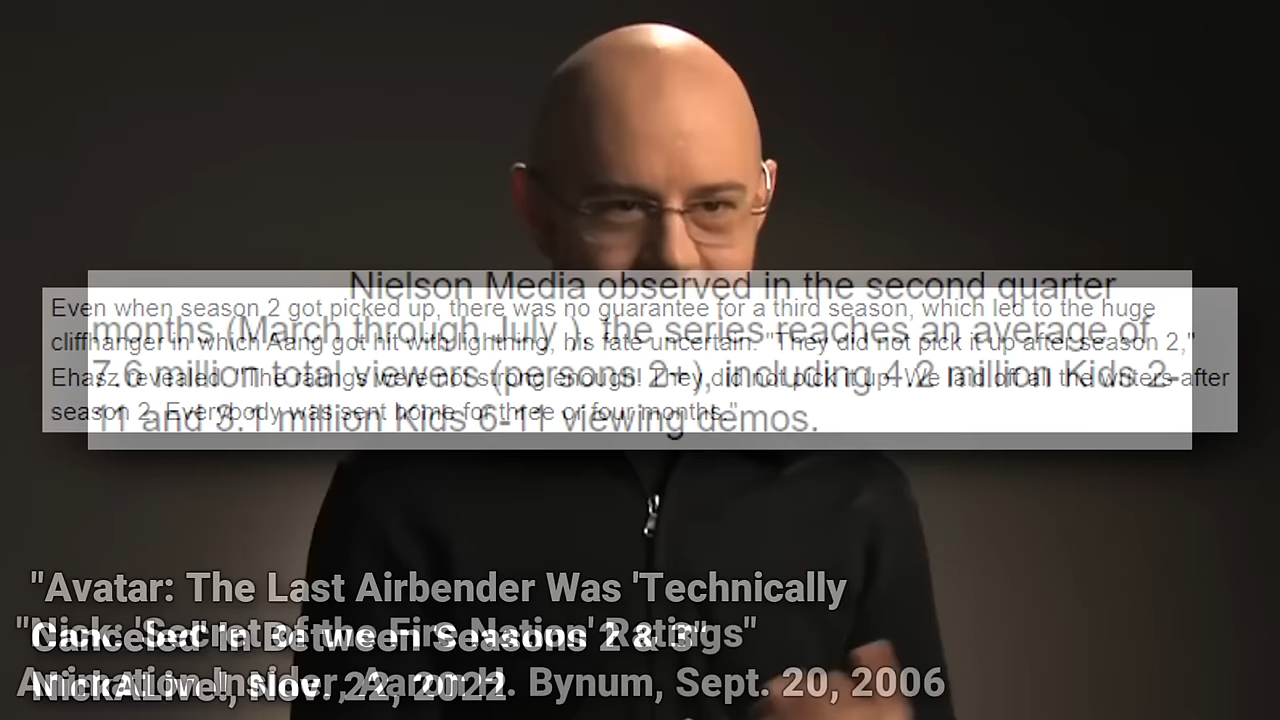 Nielson Media observed in the second quarter
months (March through July ), the series reaches an average of
7.6 million total viewers (persons 2+), including 4.2 million Kids 2-
11 and 3.1 million Kids 6-11 viewing demos.
Even when season 2 got picked up, there was no guarantee for a third season, which led to the huge
cliffhanger in which Aang got hit with lightning, his fate uncertain. "They did not pick it up after season 2,"
Ehasz revealed. "The ratings were not strong enough. They did not pick it up. We laid off all the writers after
season 2. Everybody was sent home for three or four months."
"Avatar: The Last Airbender Was 'Technically
Canceled' In Between Seasons 2 & 3"
NickALive!, Nov. 22, 2022
"Nick: 'Secret of the Fire Nation' Ratings"
Animation Insider, Aaron H. Bynum, Sept. 20, 2006